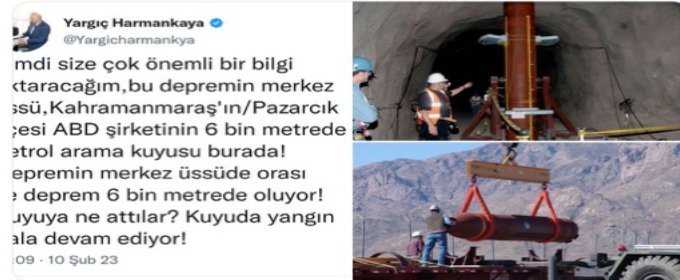 Yargıç Harmankaya
@Yargicharmankya
mdi size çok önemli bir bilgi
ktaracağım,bu depremin merkez
ssü,Kahramanmaraş'ın/Pazarcık
çesi ABD şirketinin 6 bin metrede
etrol arama kuyusu burada!
epremin merkez üssüde orası
e deprem 6 bin metrede oluyor!
uyuya ne attılar? Kuyuda yangın
ala devam ediyor!
:09 · 10 Şub 23